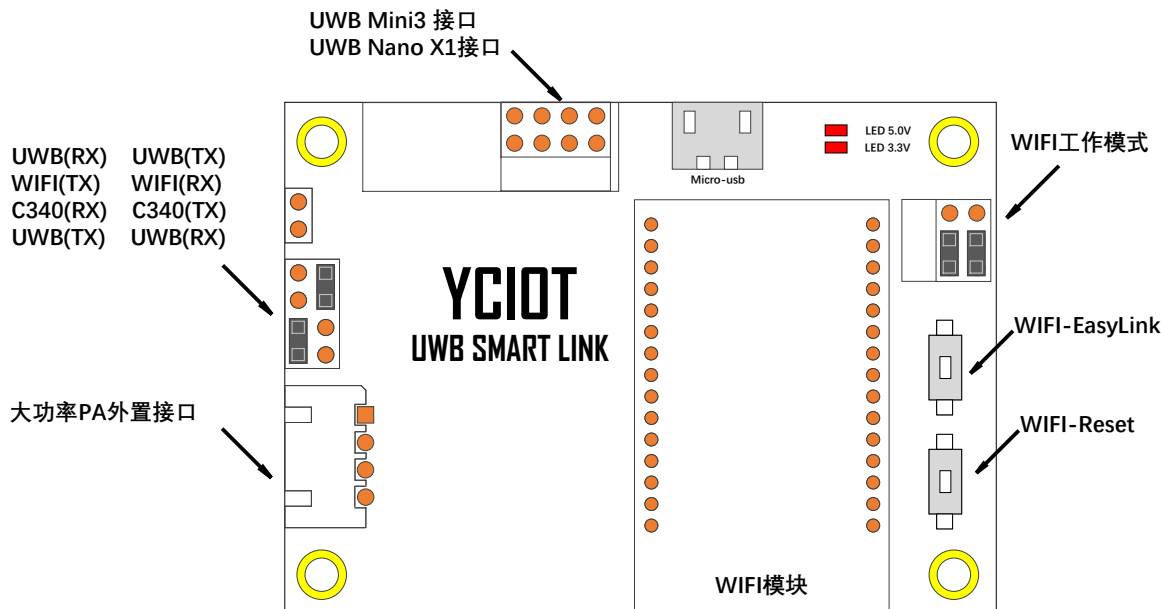 UWB Mini3 接口
UWB Nano X1接口
LED 5.0V
LED 3.3V
Micro-usb
WIFI工作模式
UWB(RX) UWB(TX)
WIFI(TX) WIFI(RX)
C340(RX) C340(TX)
UWB(TX) UWB(RX)
YCIOT
UWB SMART LINK
WIFI-EasyLink
大功率PA外置接口
WIFI-Reset
WIFI模块